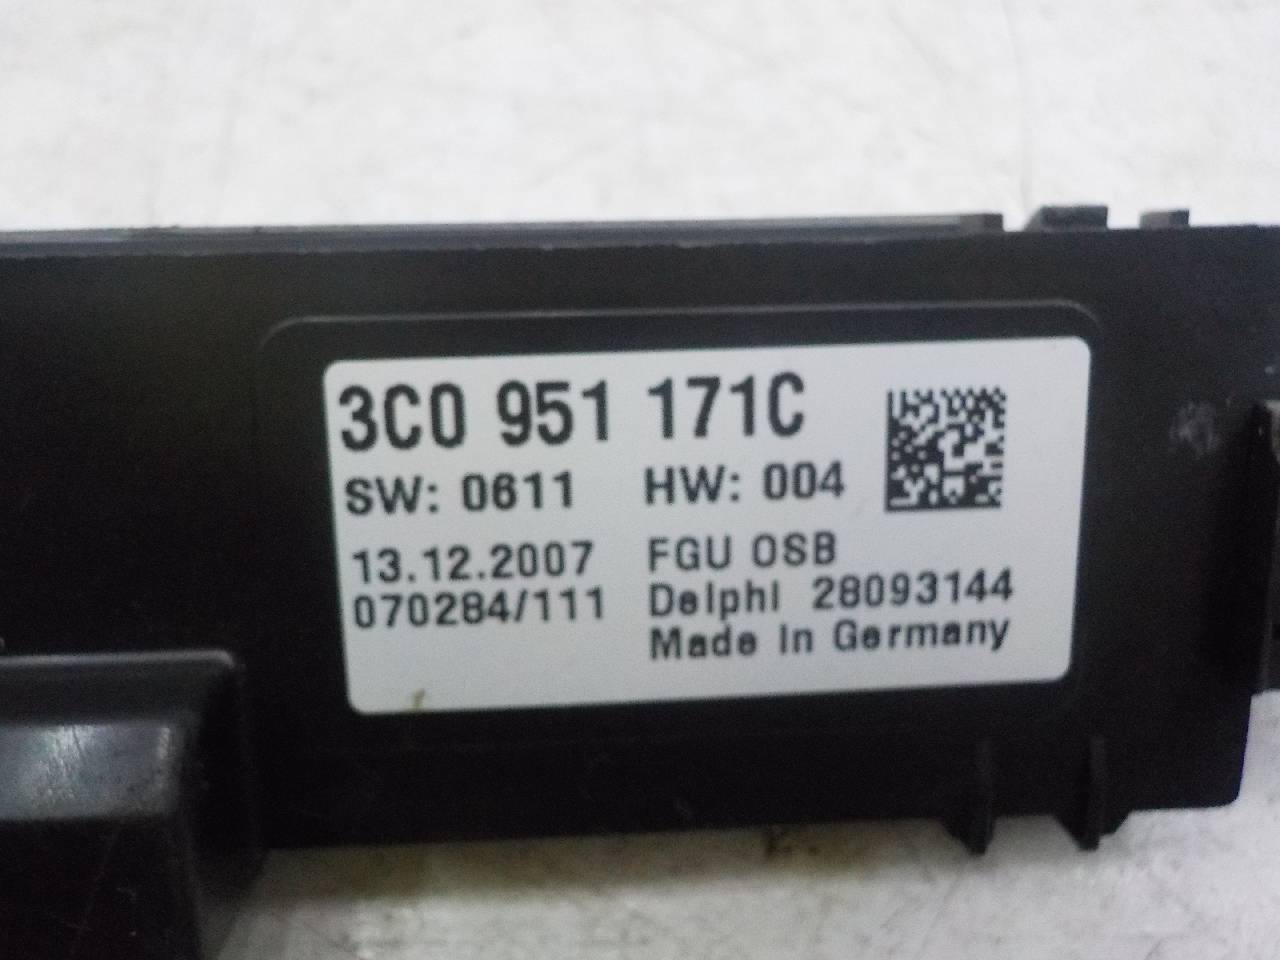 3C0 951 171C
SW: 0611 HW: 004
13.12.2007 FGU OSB
070284/111 Delphi 28093144
Made in Germany